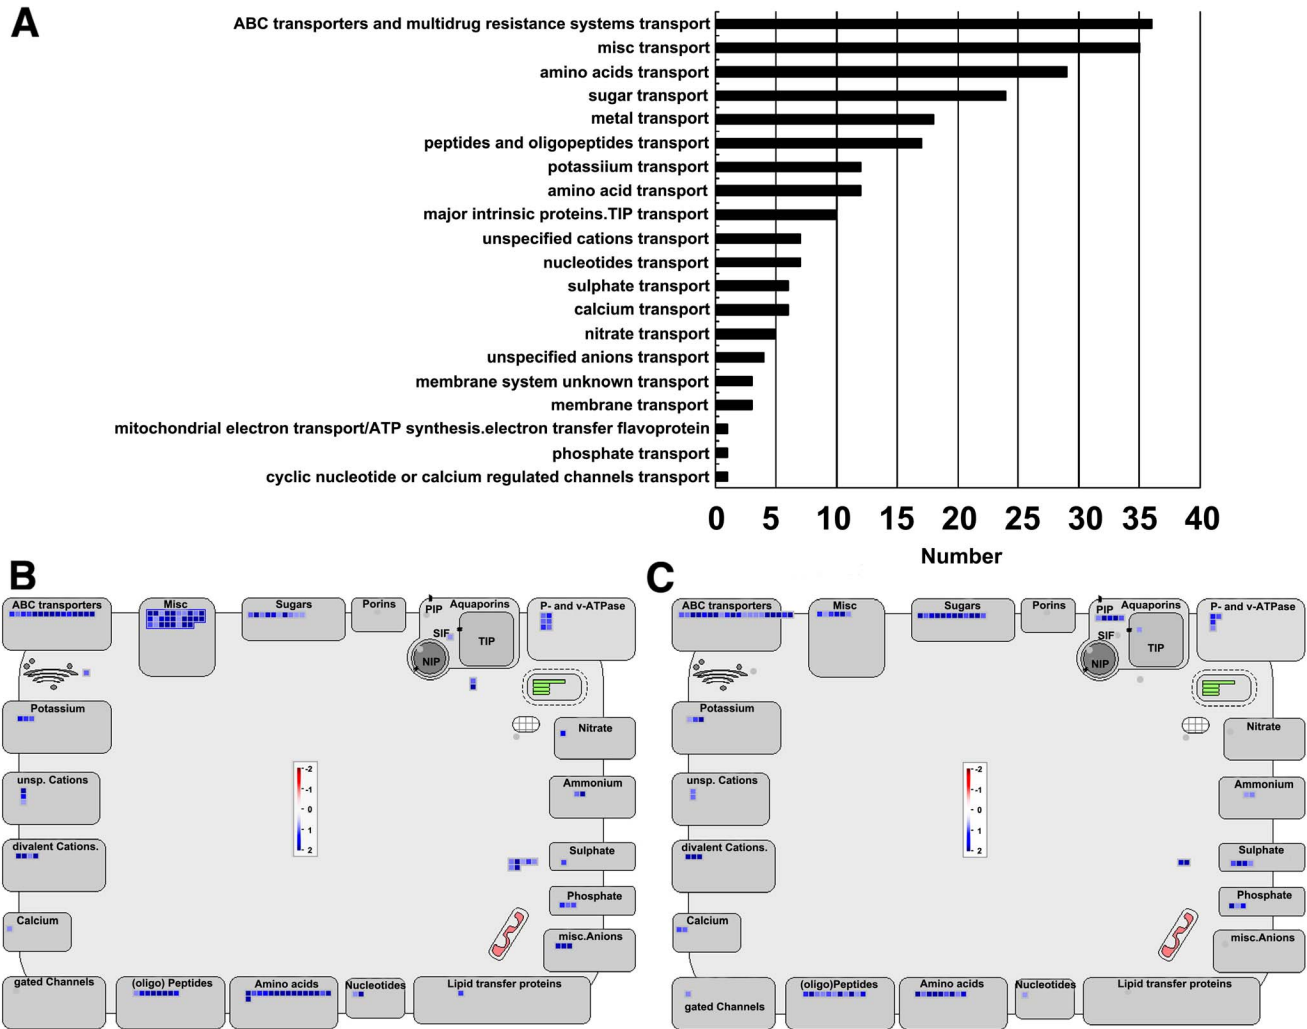 A
ABC transporters and multidrug resistance systems transport
misc transport
amino acids transport
sugar transport
metal transport
peptides and oligopeptides transport
potassiium transport
amino acid transport
major intrinsic proteins.TIP transport
unspecified cations transport
nucleotides transport
sulphate transport
calcium transport
nitrate transport
unspecified anions transport
membrane system unknown transport
membrane transport
mitochondrial electron transport/ATP synthesis.electron transfer flavoprotein
phosphate transport
cyclic nucleotide or calcium regulated channels transport
0 5 10 15 20 25 30 35 40
Number
B
ABC transporters
Misc
Sugars
Porins
PIP
Aquaporins
P- and v-ATPase
SIF
TIP
NIP
Potassium
Nitrate
unsp. Cations
Ammonium
-2
-1
0
1
2
divalent Cations.
Sulphate
Phosphate
Calcium
misc.Anions
gated Channels
(oligo) Peptides
Amino acids
Nucleotides
Lipid transfer proteins
C
ABC transporters
Misc
Sugars
Porins
PIP
Aquaporins
P- and v-ATPase
SIF
TIP
NIP
Potassium
Nitrate
unsp. Cations
Ammonium
-2
-1
0
1
2
divalent Cations.
Sulphate
Phosphate
Calcium
misc.Anions
gated Channels
(oligo)Peptides
Amino acids
Nucleotides
Lipid transfer proteins